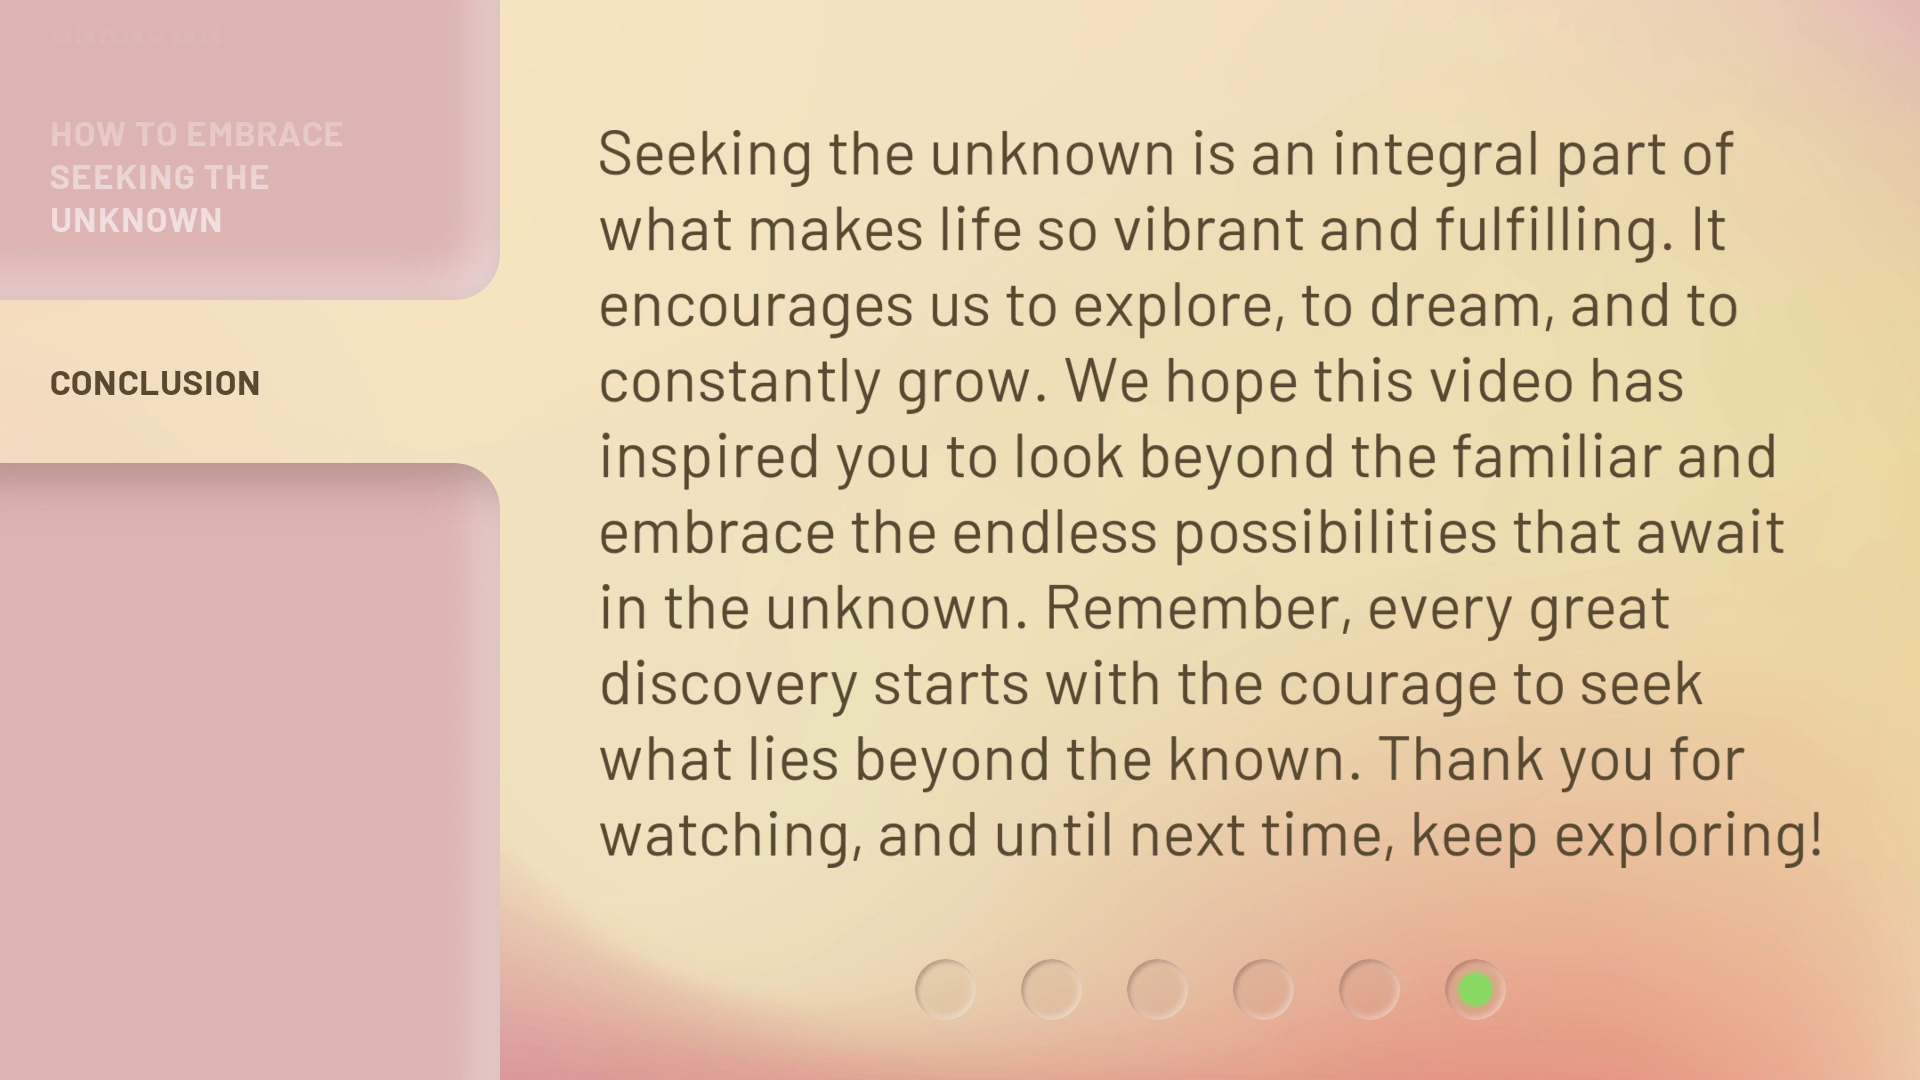 UNKNOWN
HOW TO EMBRACE
SEEKING THE
UNKNOWN
CONCLUSION
Seeking the unknown is an integral part of
what makes life so vibrant and fulfilling. It
encourages us to explore, to dream, and to
constantly grow. We hope this video has
inspired you to look beyond the familiar and
embrace the endless possibilities that await
in the unknown. Remember, every great
discovery starts with the courage to seek
what lies beyond the known. Thank you for
watching, and until next time, keep exploring!